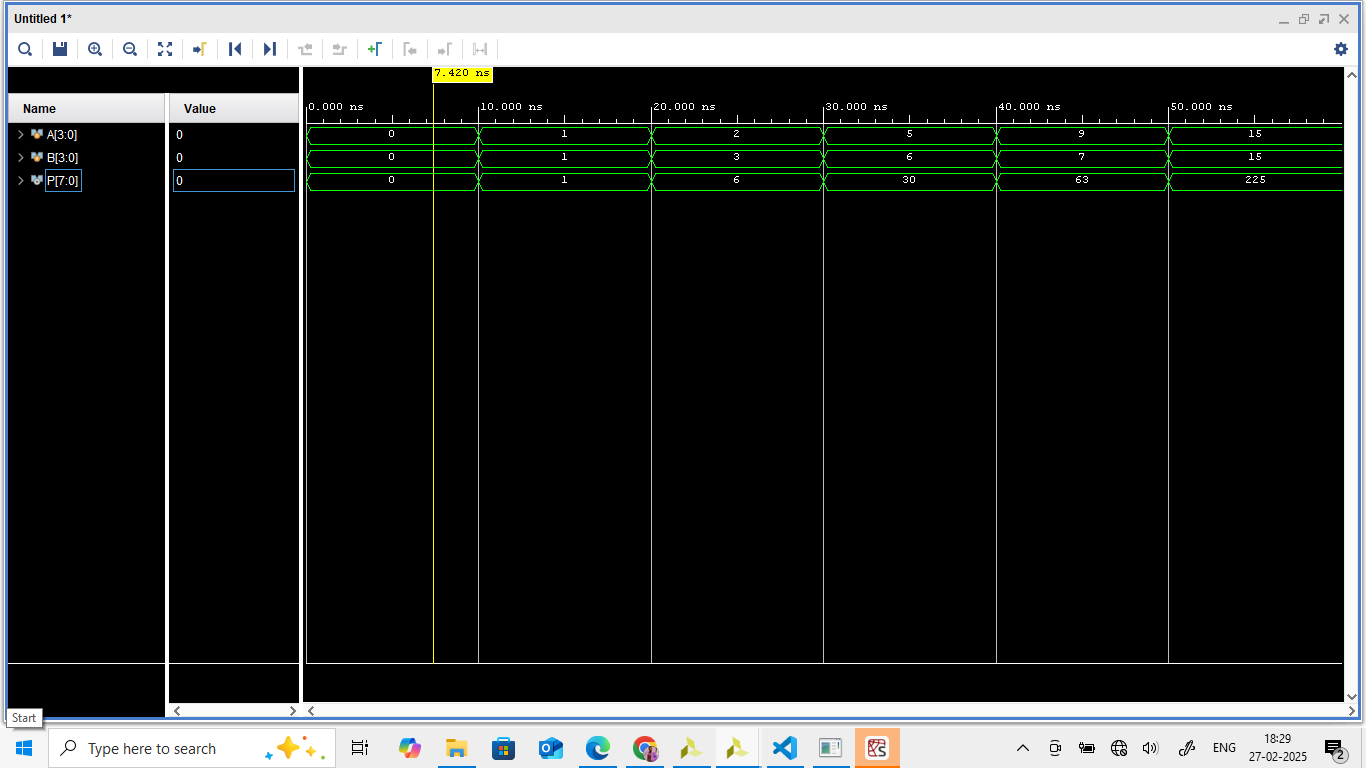 Untitled 1*
7.420 ns
Name Value
0.000 ns 10.000 ns 20.000 ns 30.000 ns 40.000 ns 50.000 ns
A[3:0] 0 0 1 2 5 9 15
B[3:0] 0 0 1 3 6 7 15
P[7:0] 0 0 1 6 30 63 225
Start
Type here to search
ENG
18:29
27-02-2025
2